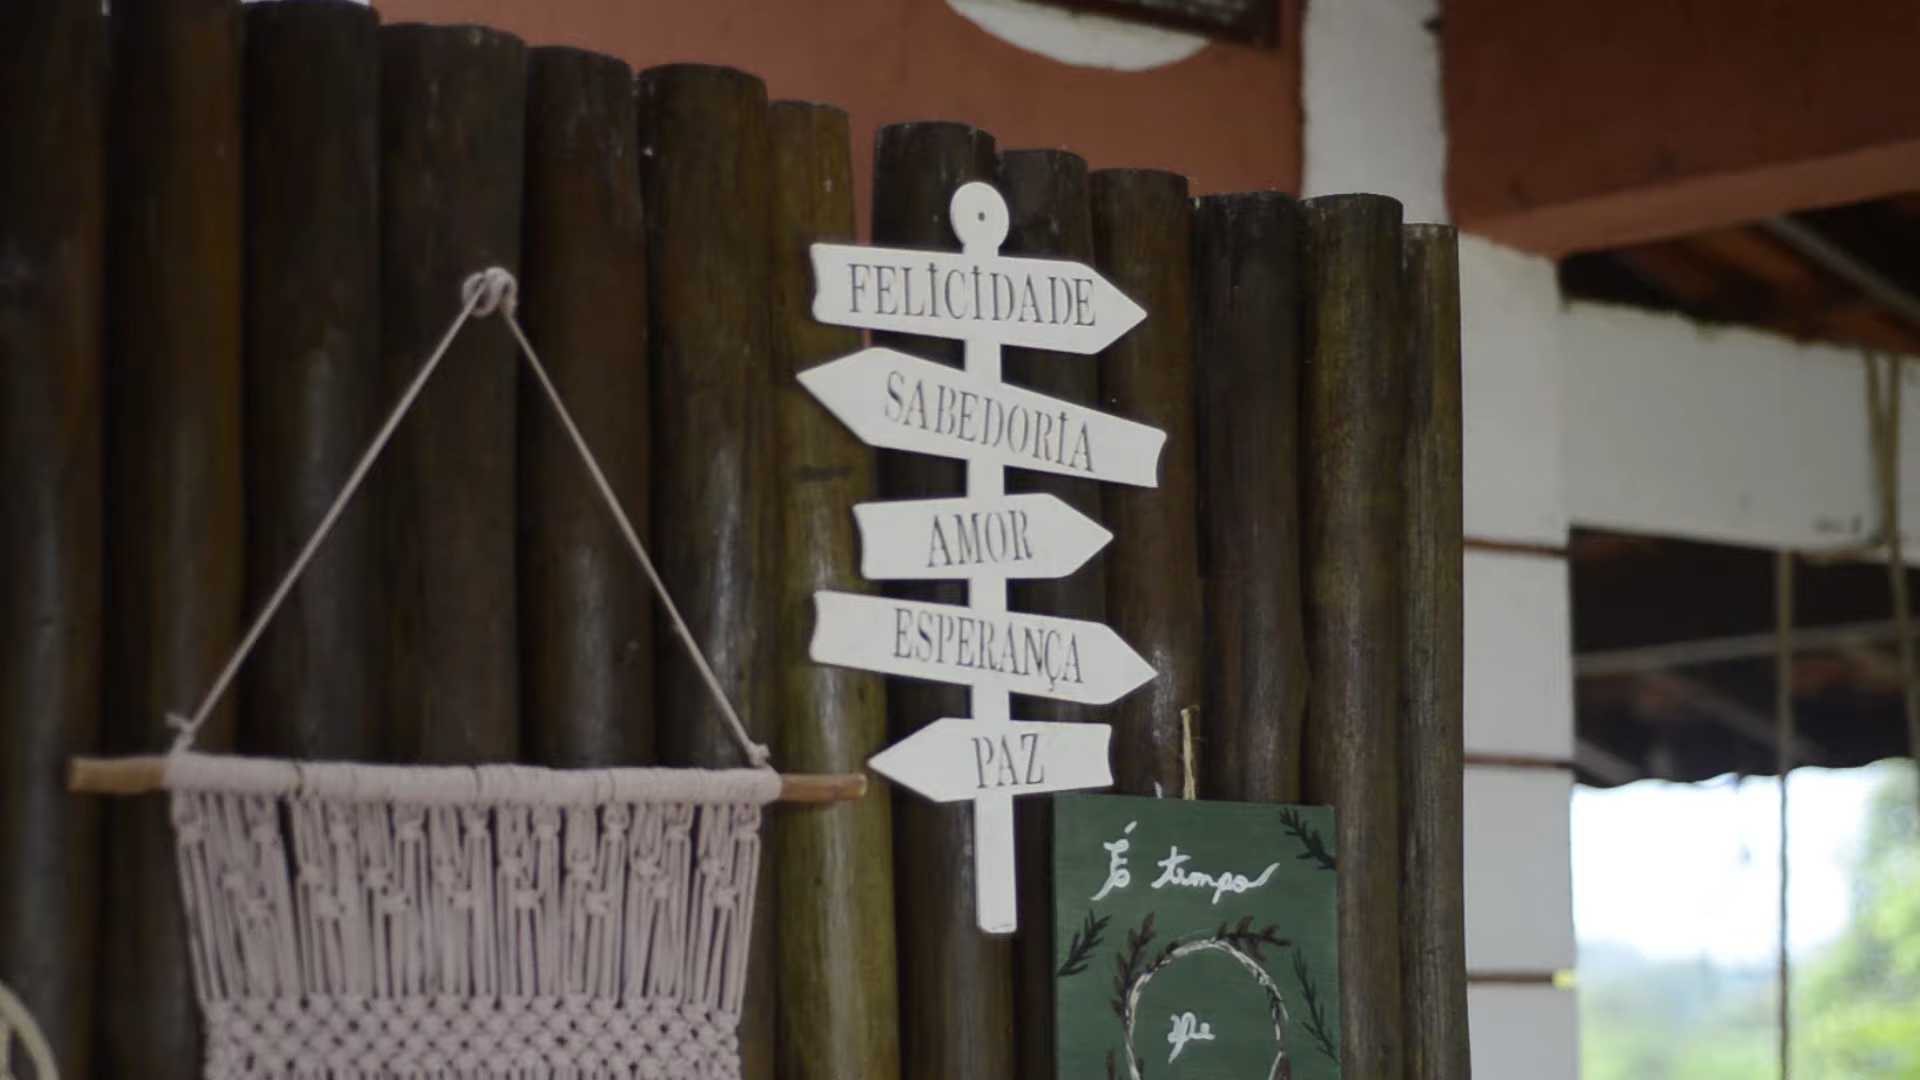 FELICIDADE
SABEDORIA
AMOR
ESPERANÇA
PAZ
É tempo